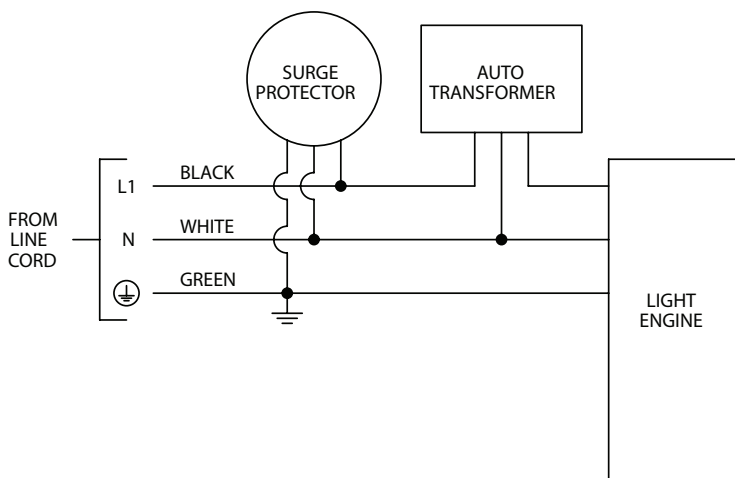 SURGE
PROTECTOR
AUTO
TRANSFORMER
FROM
LINE
CORD
L1
BLACK
N
WHITE
GREEN
LIGHT
ENGINE